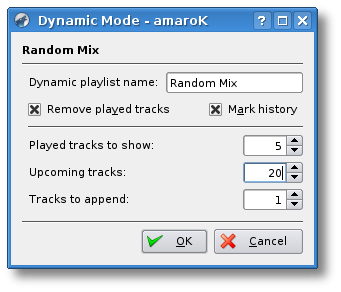 Dynamic Mode - amaroK
Random Mix
Dynamic playlist name: Random Mix
Remove played tracks Mark history
Played tracks to show: 5
Upcoming tracks: 20
Tracks to append: 1
OK Cancel